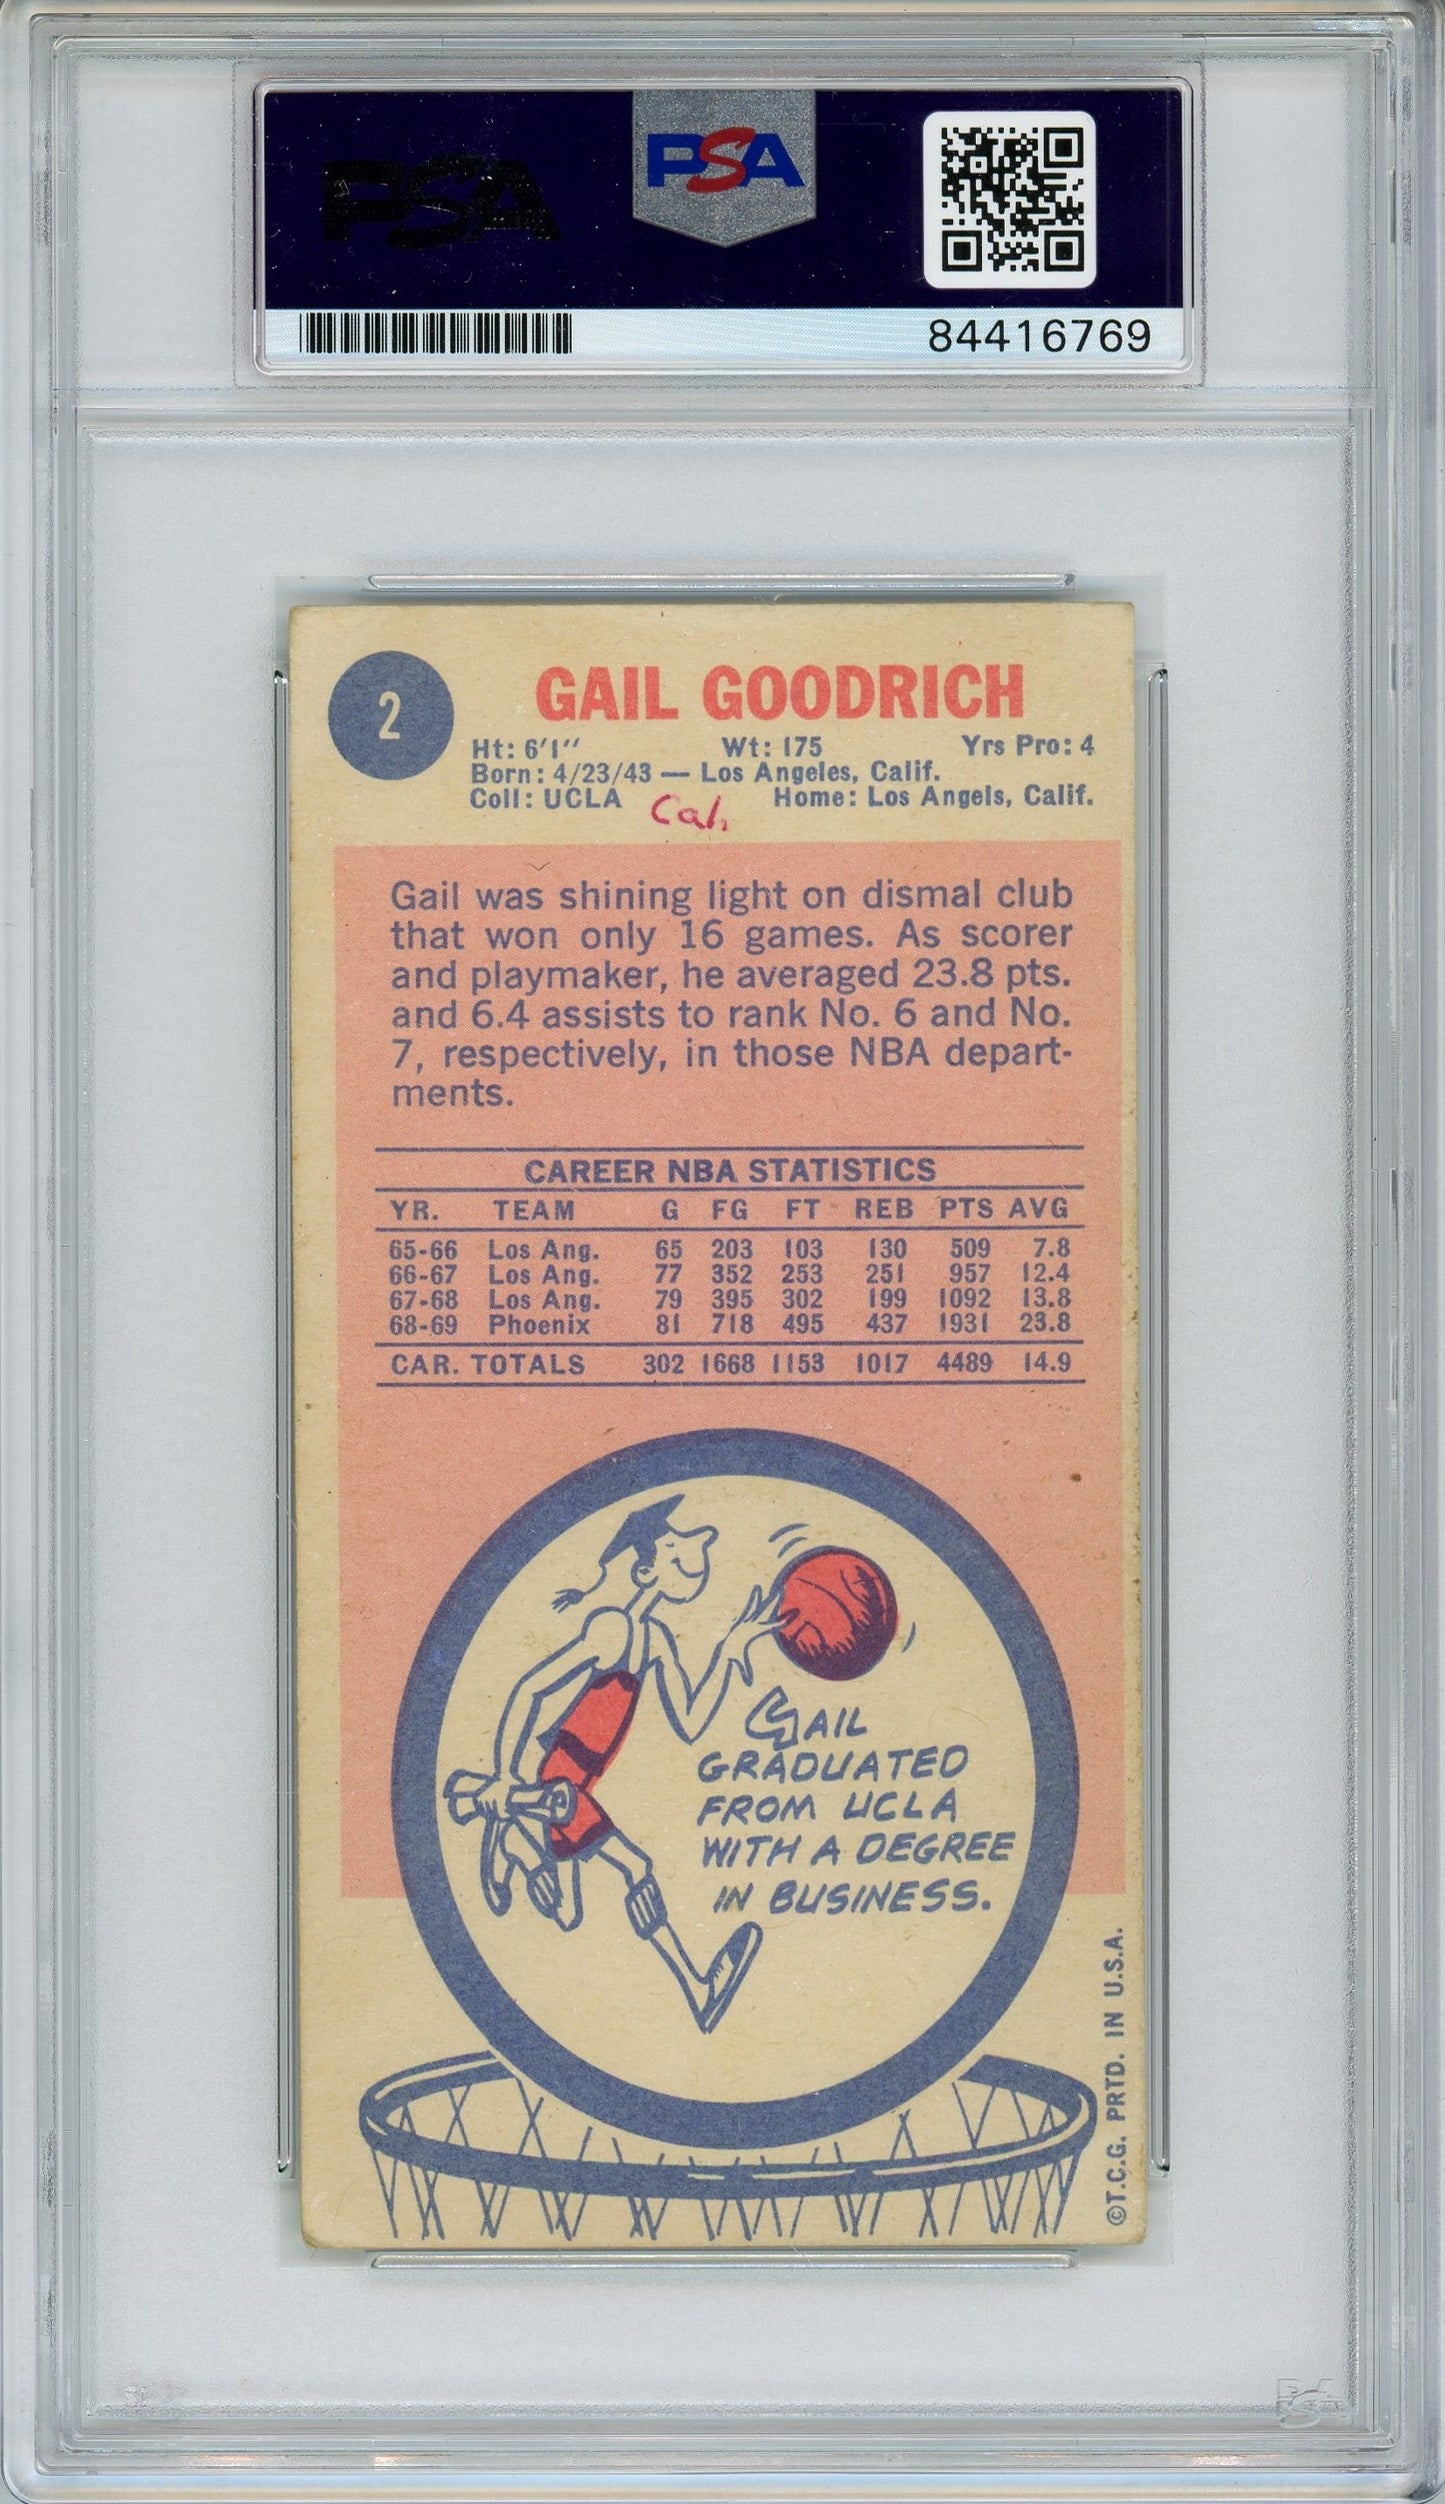 PSA
PSA
84416769
2
GAIL GOODRICH
Ht: 6'1'' Wt: 175 Yrs Pro: 4
Born: 4/23/43 — Los Angeles, Calif.
Coll: UCLA Cal. Home: Los Angels, Calif.
Gail was shining light on dismal club
that won only 16 games. As scorer
and playmaker, he averaged 23.8 pts.
and 6.4 assists to rank No. 6 and No.
7, respectively, in those NBA depart-
ments.
CAREER NBA STATISTICS
YR. TEAM G FG FT REB PTS AVG
65-66 Los Ang. 65 203 103 130 509 7.8
66-67 Los Ang. 77 352 253 251 957 12.4
67-68 Los Ang. 79 395 302 199 1092 13.8
68-69 Phoenix 81 718 495 437 1931 23.8
CAR. TOTALS 302 1668 1153 1017 4489 14.9
GAIL
GRADUATED
FROM UCLA
WITH A DEGREE
IN BUSINESS.
©T.C.G. PRTD. IN U.S.A.
PSA